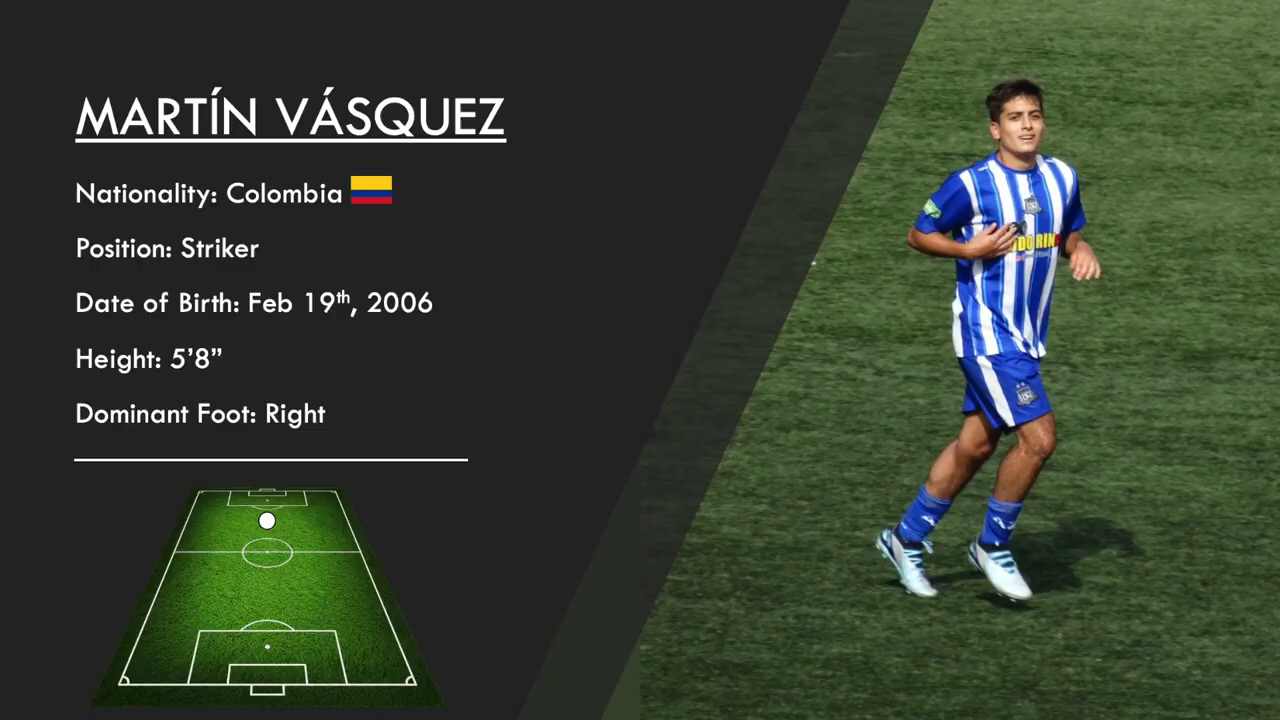 MARTÍN VÁSQUEZ
Nationality: Colombia
Position: Striker
Date of Birth: Feb 19th, 2006
Height: 5’8”
Dominant Foot: Right